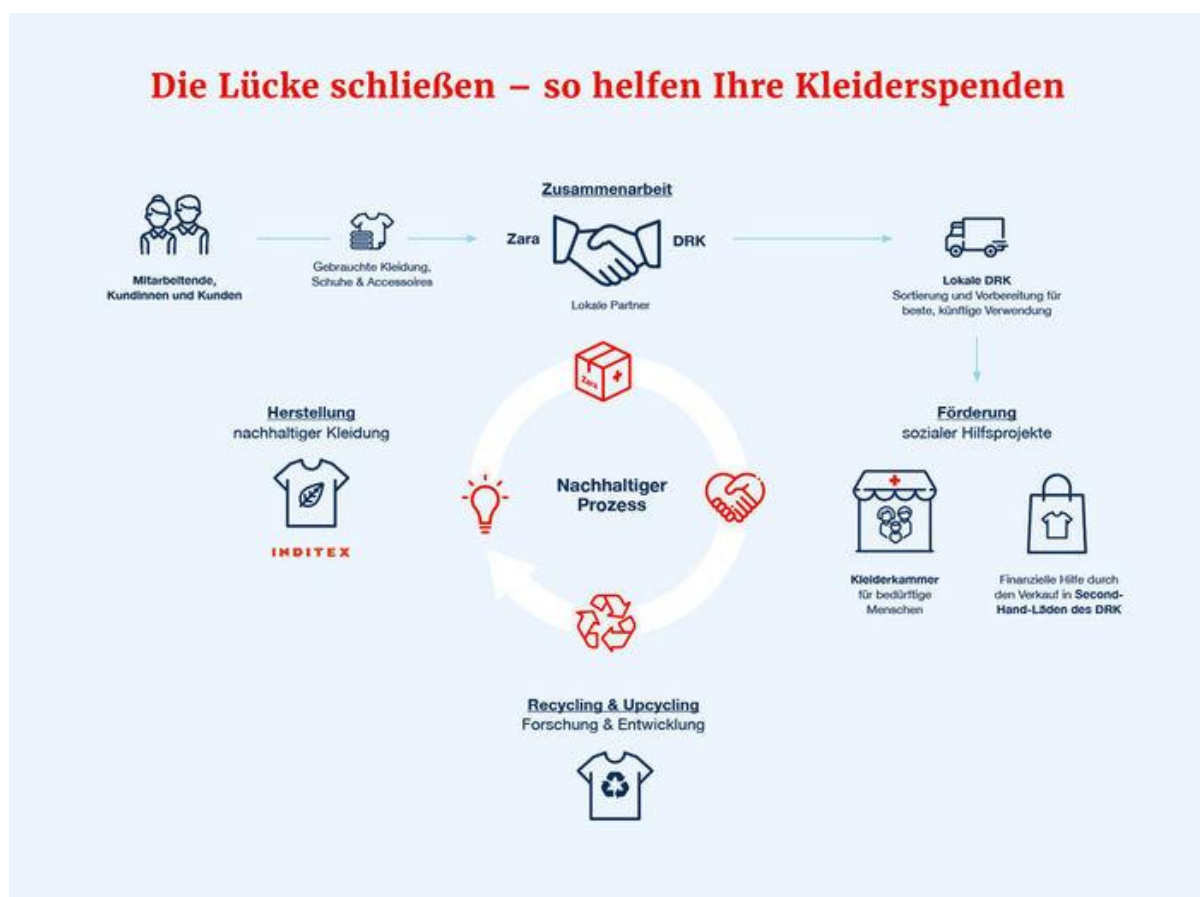 Die Lücke schließen – so helfen Ihre Kleiderspenden
Zusammenarbeit
Zara
DRK
Lokale Partner
Mitarbeitende,
Kundinnen und Kunden
Gebrauchte Kleidung,
Schuhe & Accessoires
Lokale DRK
Sortierung und Vorbereitung für
beste, künftige Verwendung
Zara
Herstellung
nachhaltiger Kleidung
INDITEX
Nachhaltiger
Prozess
Förderung
sozialer Hilfsprojekte
Kleiderkammer
für bedürftige
Menschen
Finanzielle Hilfe durch
den Verkauf in Second-
Hand-Läden des DRK
Recycling & Upcycling
Forschung & Entwicklung